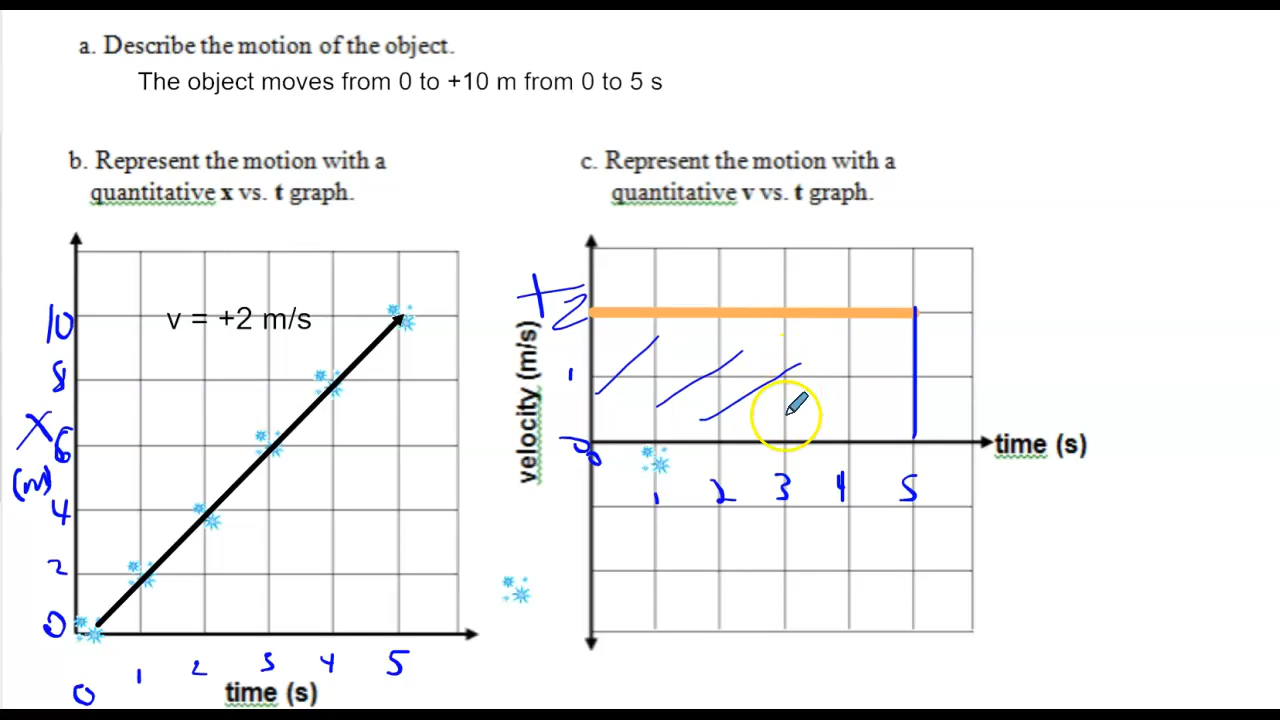 a. Describe the motion of the object.
The object moves from 0 to +10 m from 0 to 5 s
b. Represent the motion with a
quantitative x vs. t graph.
c. Represent the motion with a
quantitative v vs. t graph.
v = +2 m/s
10
8
x
6
(m)
4
2
0
0
1
2
3
4
5
time (s)
+2
1
0
velocity (m/s)
time (s)
1
2
3
4
5